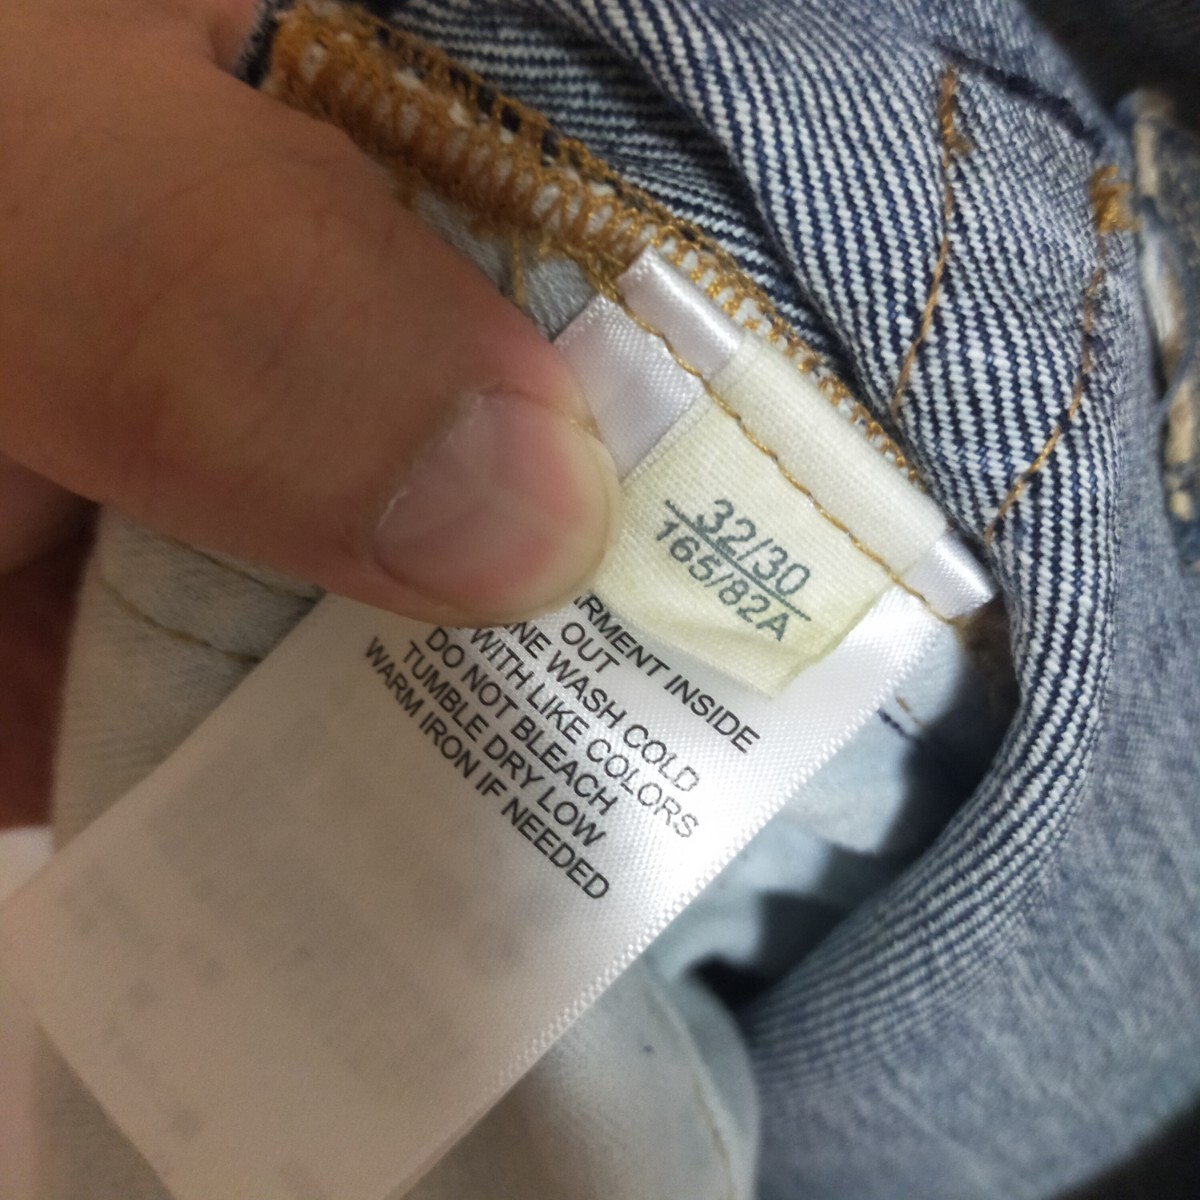 32/30
165/82A
RMENT INSIDE
OUT
NE WASH COLD
WITH LIKE COLORS
DO NOT BLEACH
TUMBLE DRY LOW
WARM IRON IF NEEDED